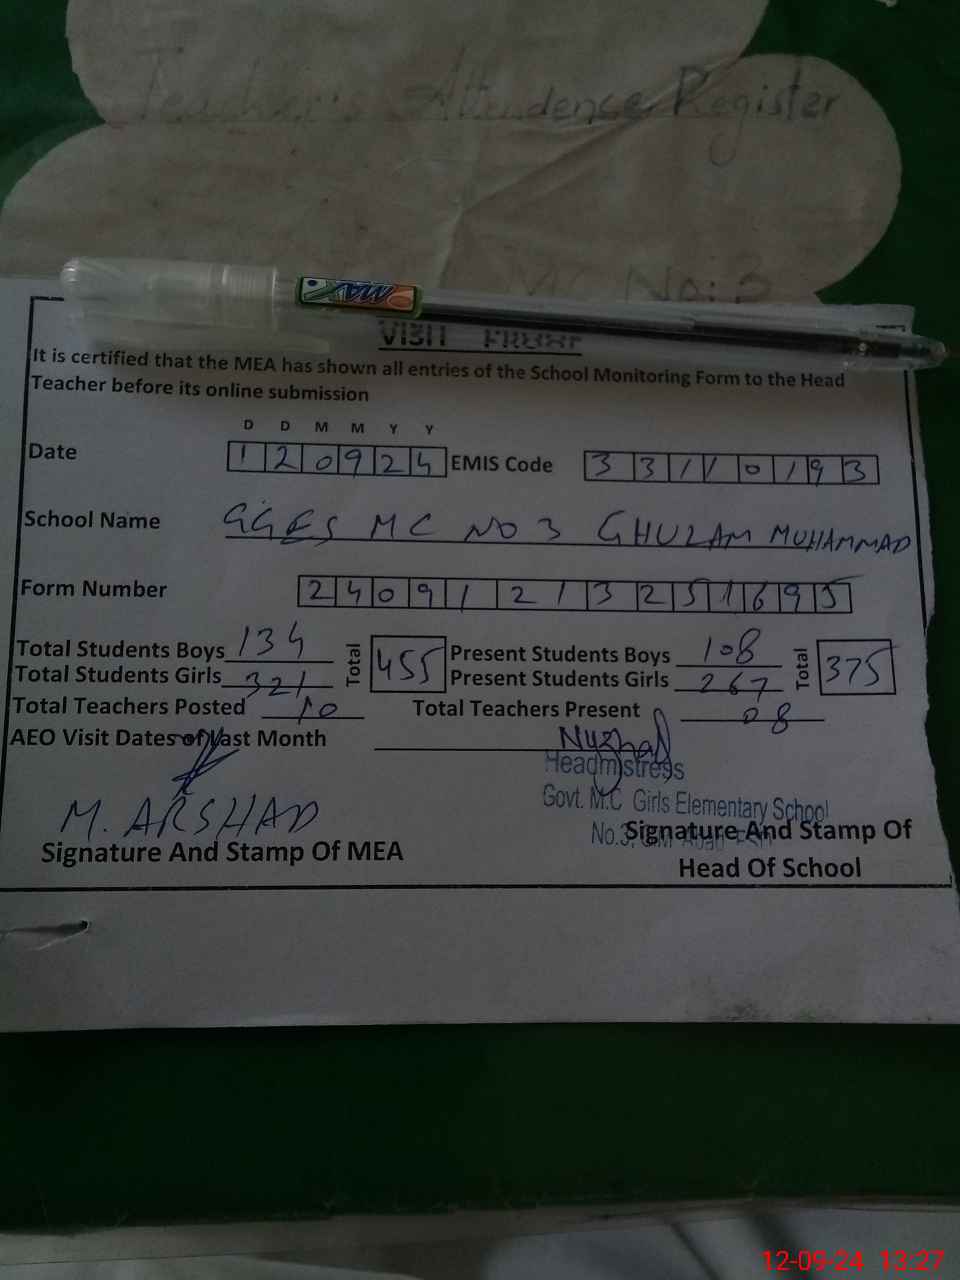 Teacher's Attendence Register
MC No: 3
VISIT PROOF
It is certified that the MEA has shown all entries of the School Monitoring Form to the Head
Teacher before its online submission
D D M M Y Y
Date 1 2 0 9 2 4 EMIS Code 3 3 1 1 0 1 9 3
School Name GGES MC NO 3 GHULAM MUHAMMAD
Form Number 2 4 0 9 1 2 1 3 2 5 1 6 9 5
Total Students Boys 134 Total 455 Present Students Boys 108 Total 375
Total Students Girls 321 Present Students Girls 267
Total Teachers Posted 10 Total Teachers Present 08
AEO Visit Dates of last Month
Nuzhat
Headmistress
Govt. M.C Girls Elementary School
No.3, G.M Abad FSD
M. ARSHAD
Signature And Stamp Of MEA
Signature And Stamp Of
Head Of School
12-09-24 13:27